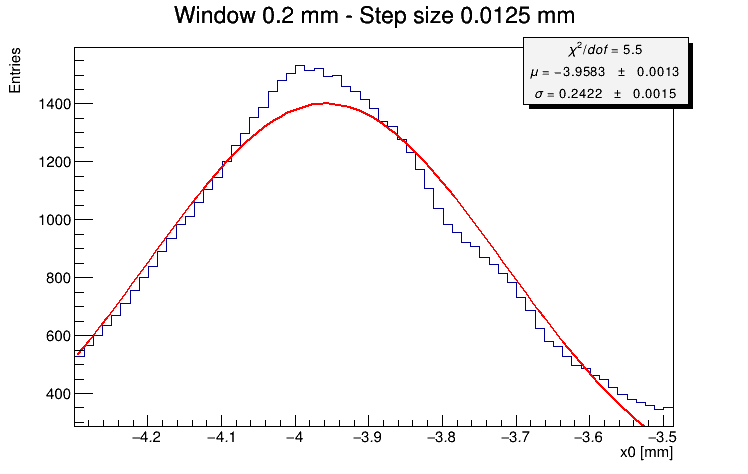 Window 0.2 mm - Step size 0.0125 mm
χ²/dof = 5.5
μ = −3.9583 ± 0.0013
σ = 0.2422 ± 0.0015
Entries
1400
1200
1000
800
600
400
−4.2 −4.1 −4 −3.9 −3.8 −3.7 −3.6 −3.5
x0 [mm]